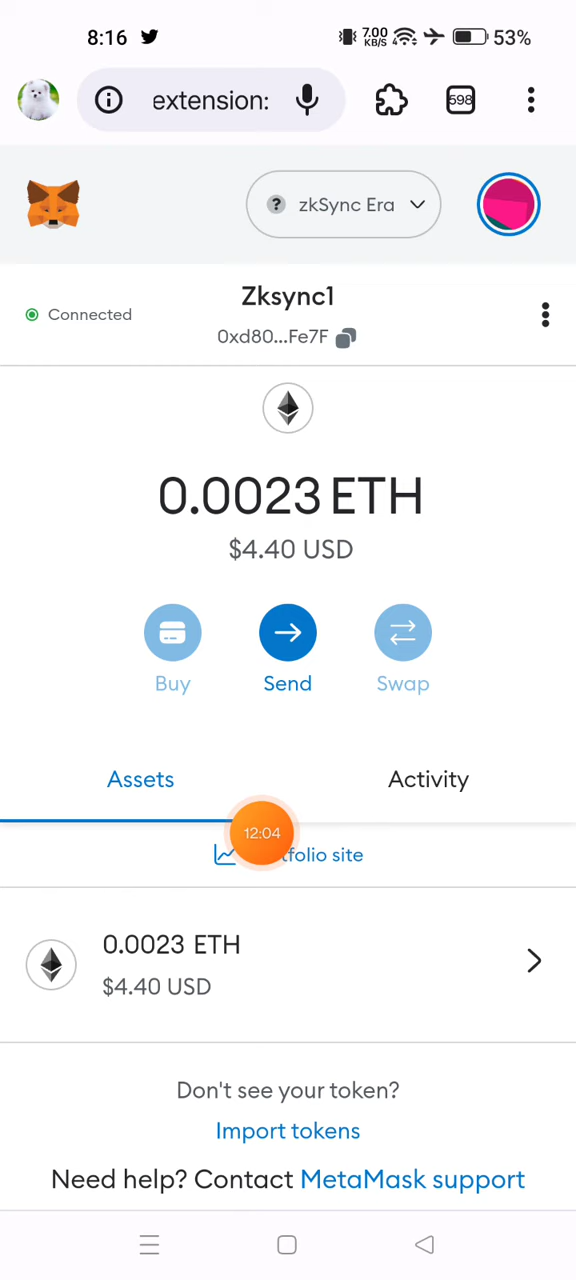 8:16
7.00 KB/S
53%
extension:
598
? zkSync Era
Connected
Zksync1
0xd80...Fe7F
0.0023 ETH
$4.40 USD
Buy
Send
Swap
Assets
Activity
12:04
tfolio site
0.0023 ETH
$4.40 USD
Don't see your token?
Import tokens
Need help? Contact MetaMask support